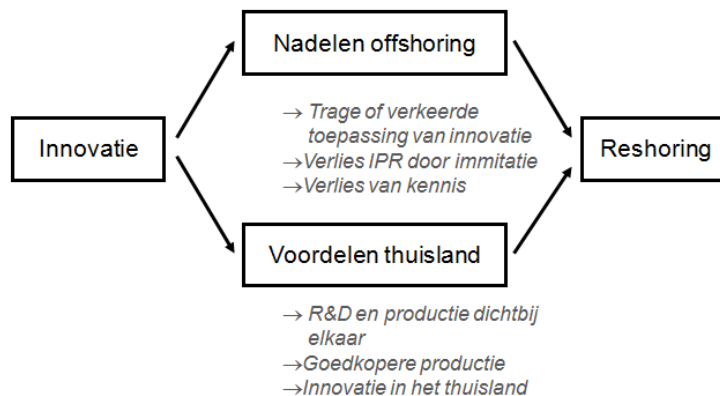 Nadelen offshoring
→ Trage of verkeerde
toepassing van innovatie
→Verlies IPR door immitatie
→Verlies van kennis
Innovatie
Reshoring
Voordelen thuisland
→ R&D en productie dichtbij
elkaar
→Goedkopere productie
→Innovatie in het thuisland